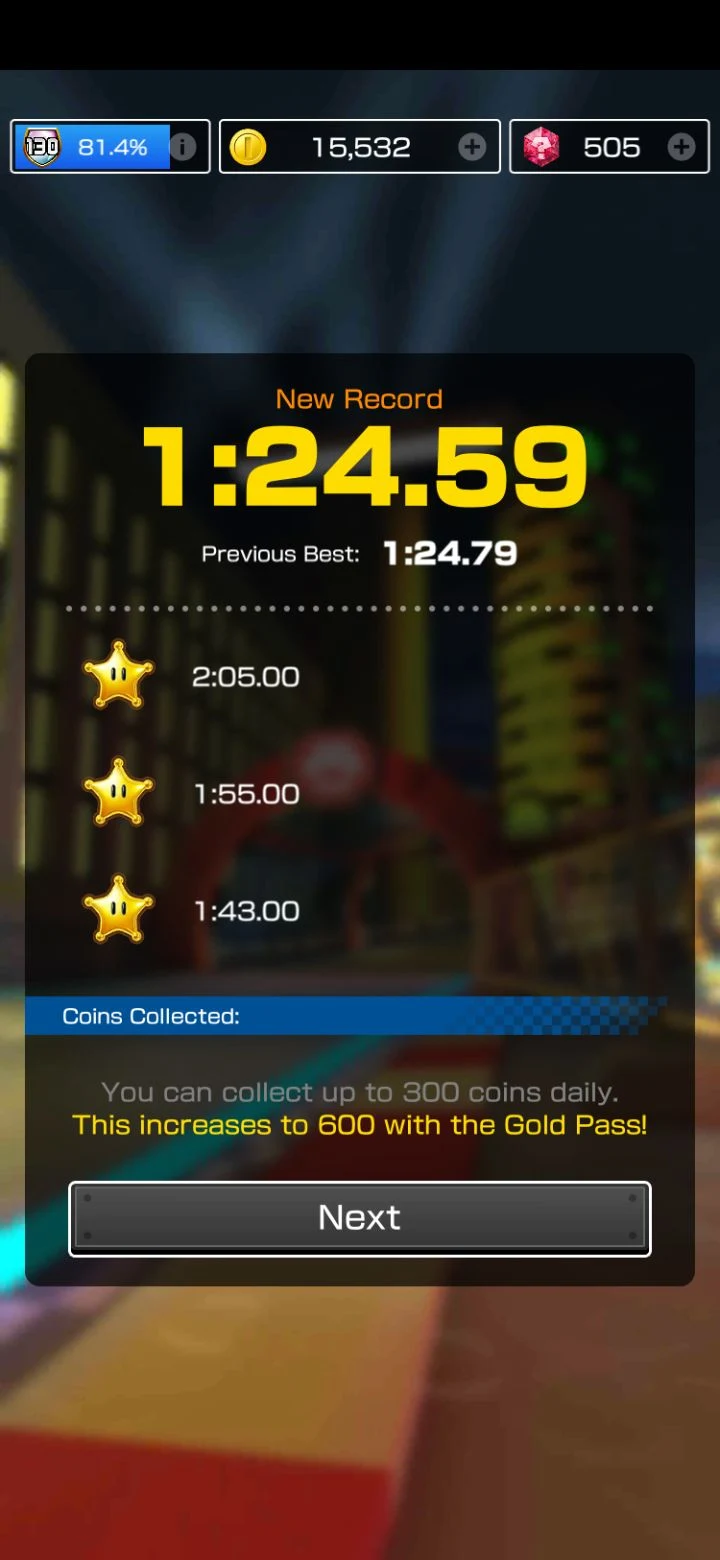 130 81.4% i 15,532 + ? 505 +
New Record
1:24.59
Previous Best: 1:24.79
2:05.00
1:55.00
1:43.00
Coins Collected:
You can collect up to 300 coins daily.
This increases to 600 with the Gold Pass!
Next